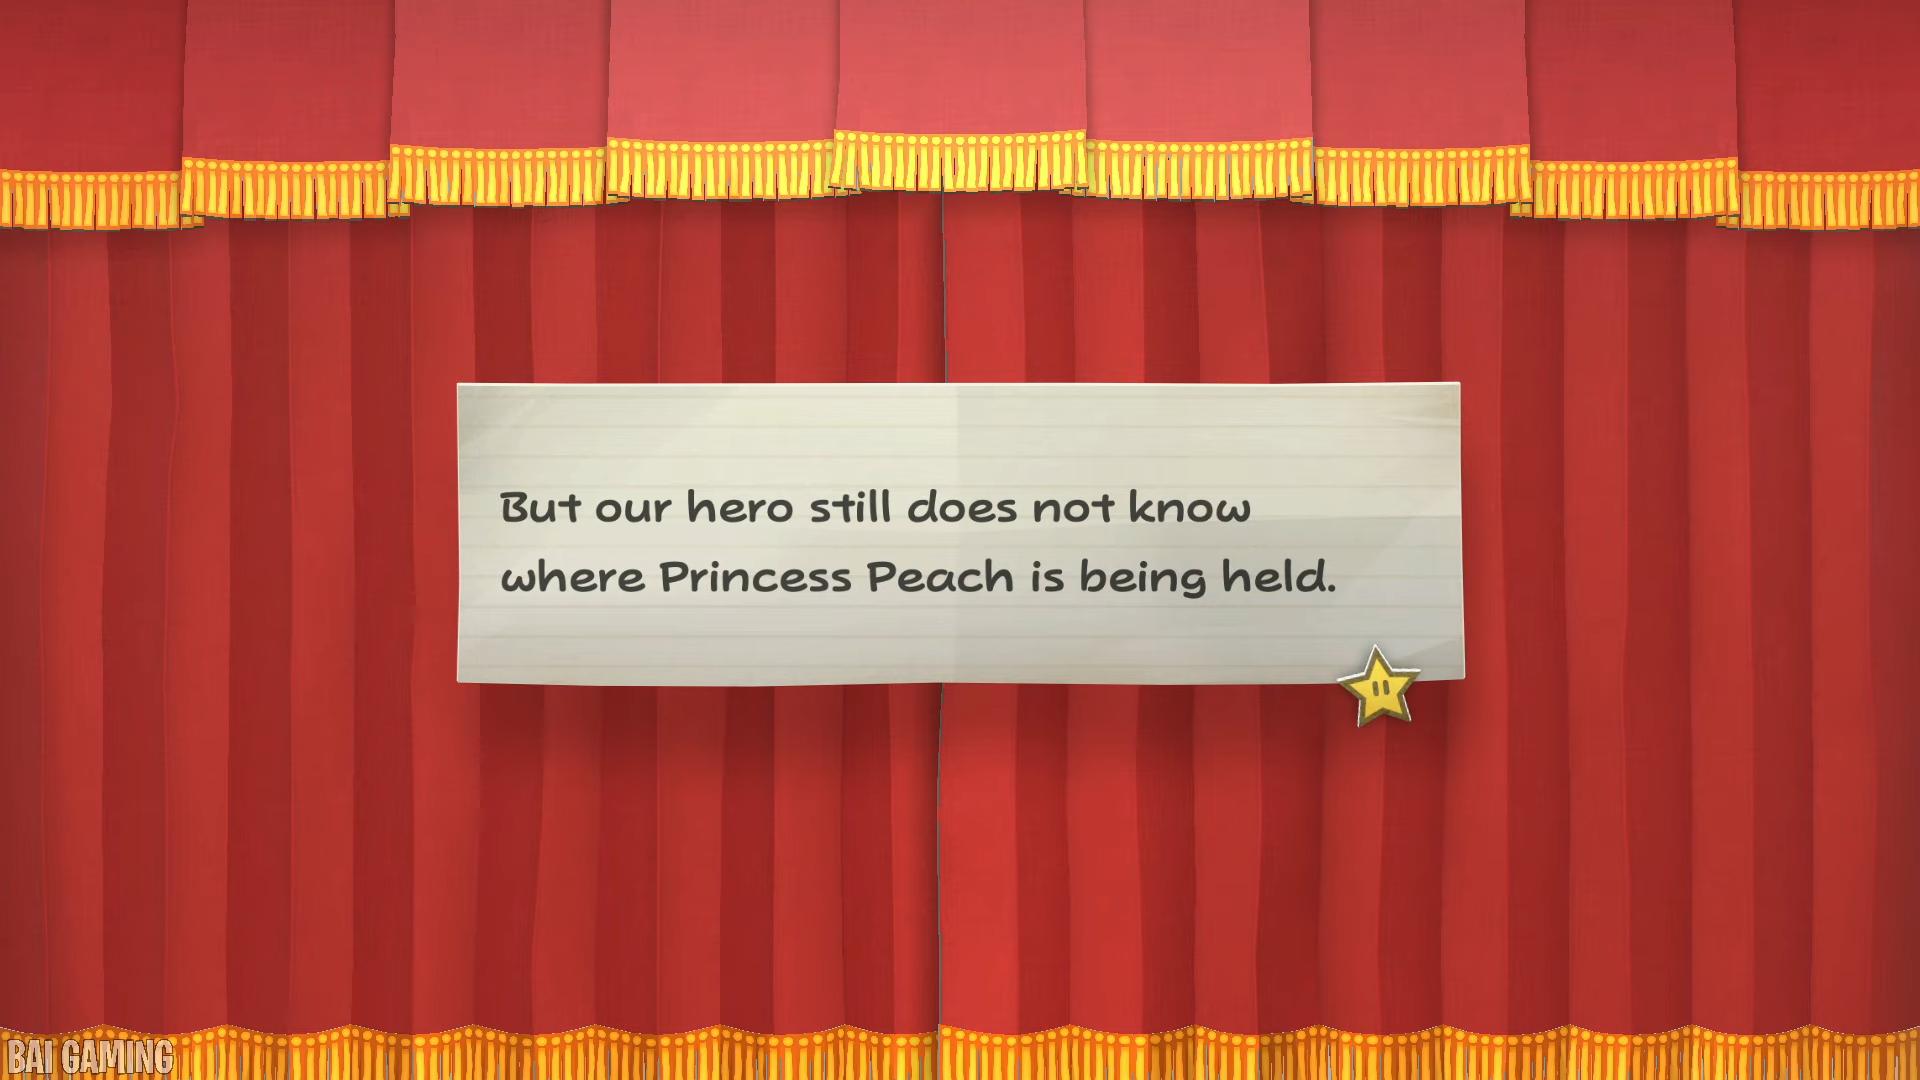 But our hero still does not know
where Princess Peach is being held.
BAI GAMING